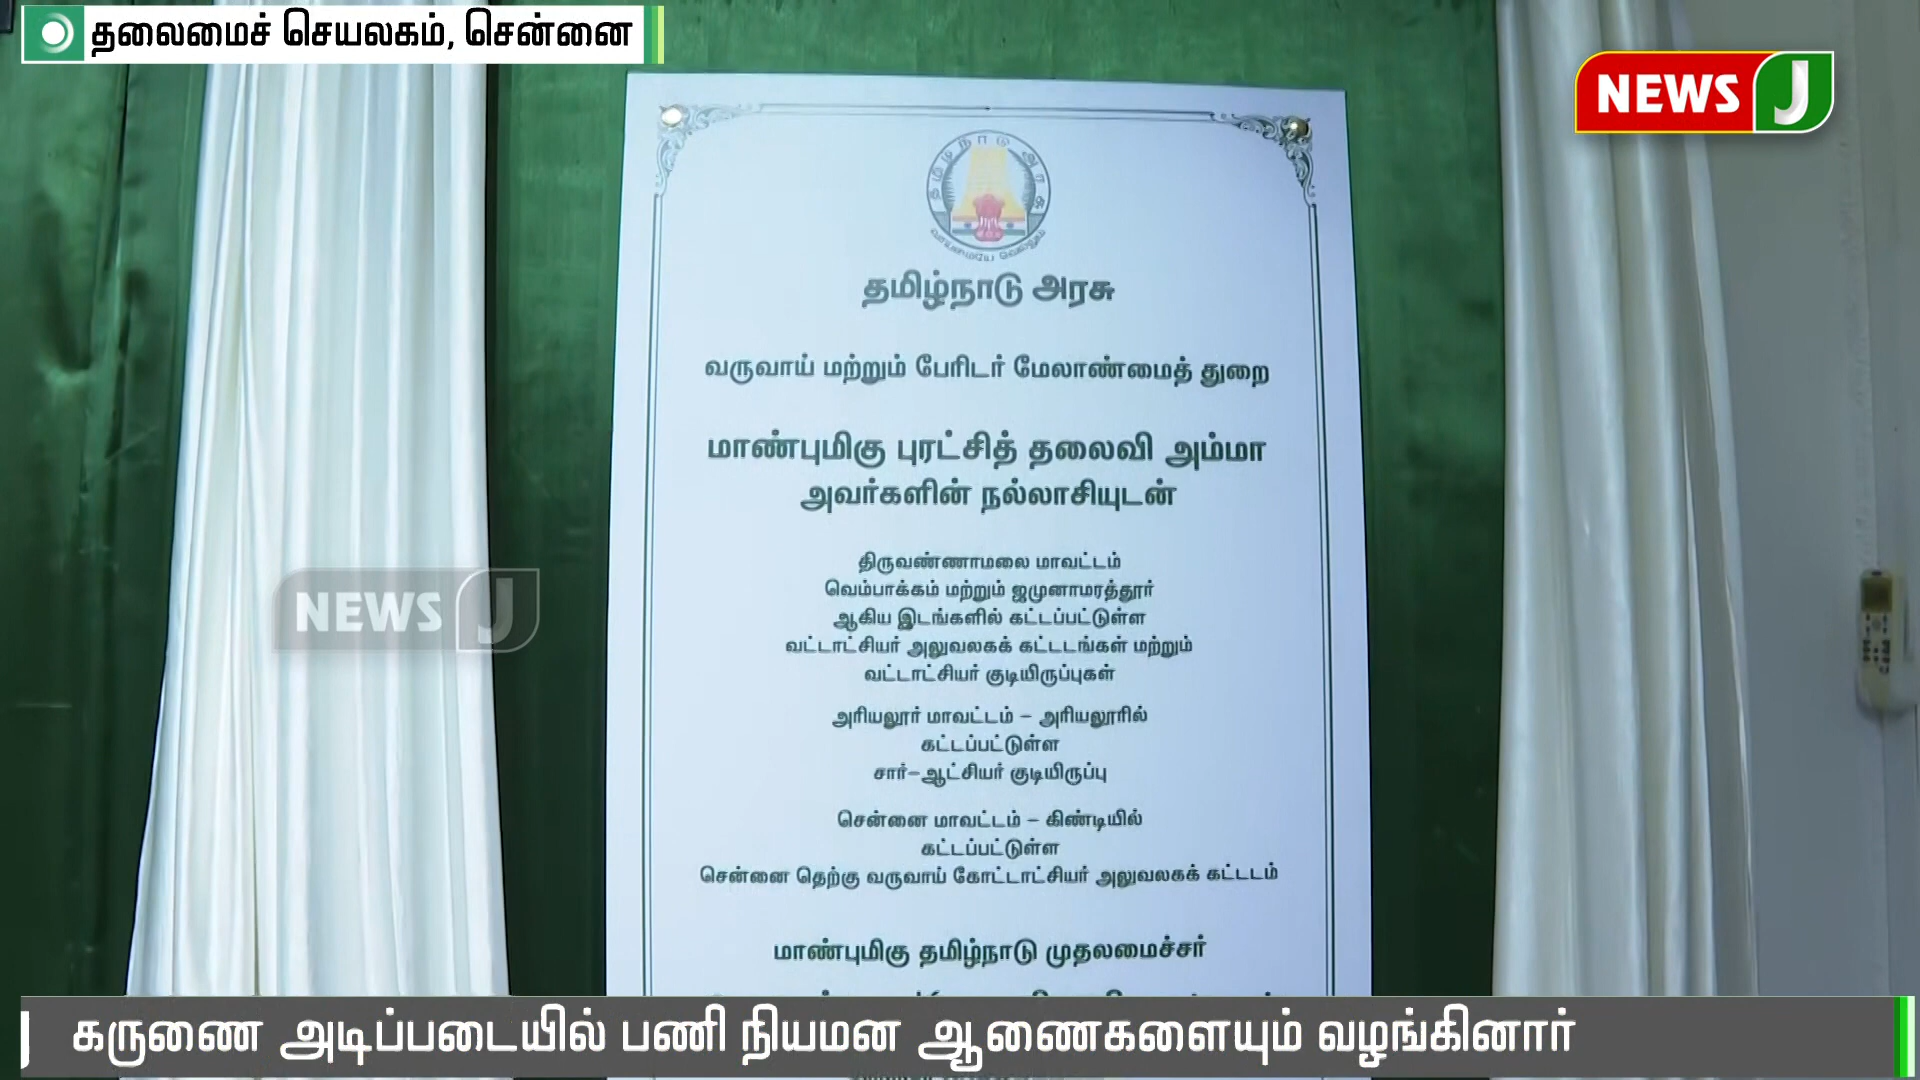 தலைமைச் செயலகம், சென்னை
NEWS J
தமிழ்நாடு அரசு
வாய்மையே வெல்லும்
தமிழ்நாடு அரசு
வருவாய் மற்றும் பேரிடர் மேலாண்மைத் துறை
மாண்புமிகு புரட்சித் தலைவி அம்மா
அவர்களின் நல்லாசியுடன்
திருவண்ணாமலை மாவட்டம்
வெம்பாக்கம் மற்றும் ஜமுனாமரத்தூர்
ஆகிய இடங்களில் கட்டப்பட்டுள்ள
வட்டாட்சியர் அலுவலகக் கட்டடங்கள் மற்றும்
வட்டாட்சியர் குடியிருப்புகள்
அரியலூர் மாவட்டம் – அரியலூரில்
கட்டப்பட்டுள்ள
சார்–ஆட்சியர் குடியிருப்பு
சென்னை மாவட்டம் – கிண்டியில்
கட்டப்பட்டுள்ள
சென்னை தெற்கு வருவாய் கோட்டாட்சியர் அலுவலகக் கட்டடம்
மாண்புமிகு தமிழ்நாடு முதலமைச்சர்
NEWS J
கருணை அடிப்படையில் பணி நியமன ஆணைகளையும் வழங்கினார்